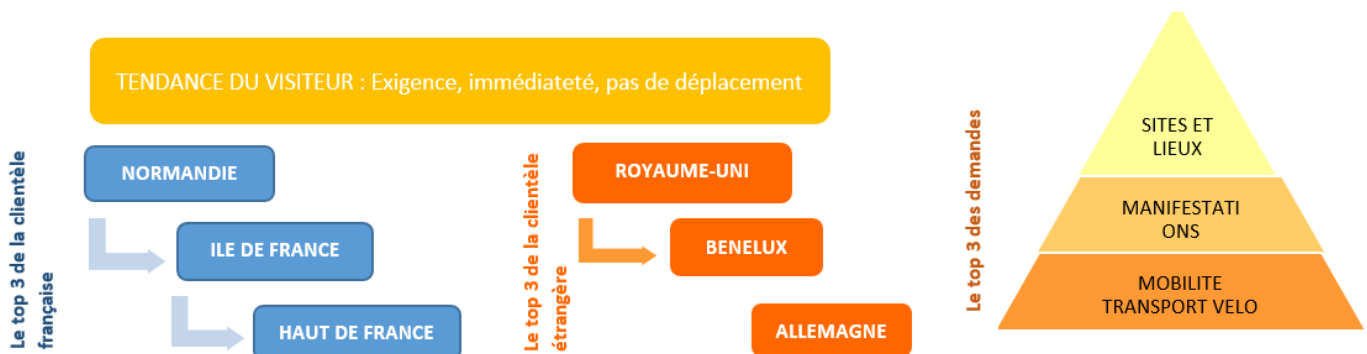 TENDANCE DU VISITEUR : Exigence, immédiateté, pas de déplacement
Le top 3 de la clientèle
française
NORMANDIE
ILE DE FRANCE
HAUT DE FRANCE
Le top 3 de la clientèle
étrangère
ROYAUME-UNI
BENELUX
ALLEMAGNE
Le top 3 des demandes
SITES ET
LIEUX
MANIFESTATI
ONS
MOBILITE
TRANSPORT VELO